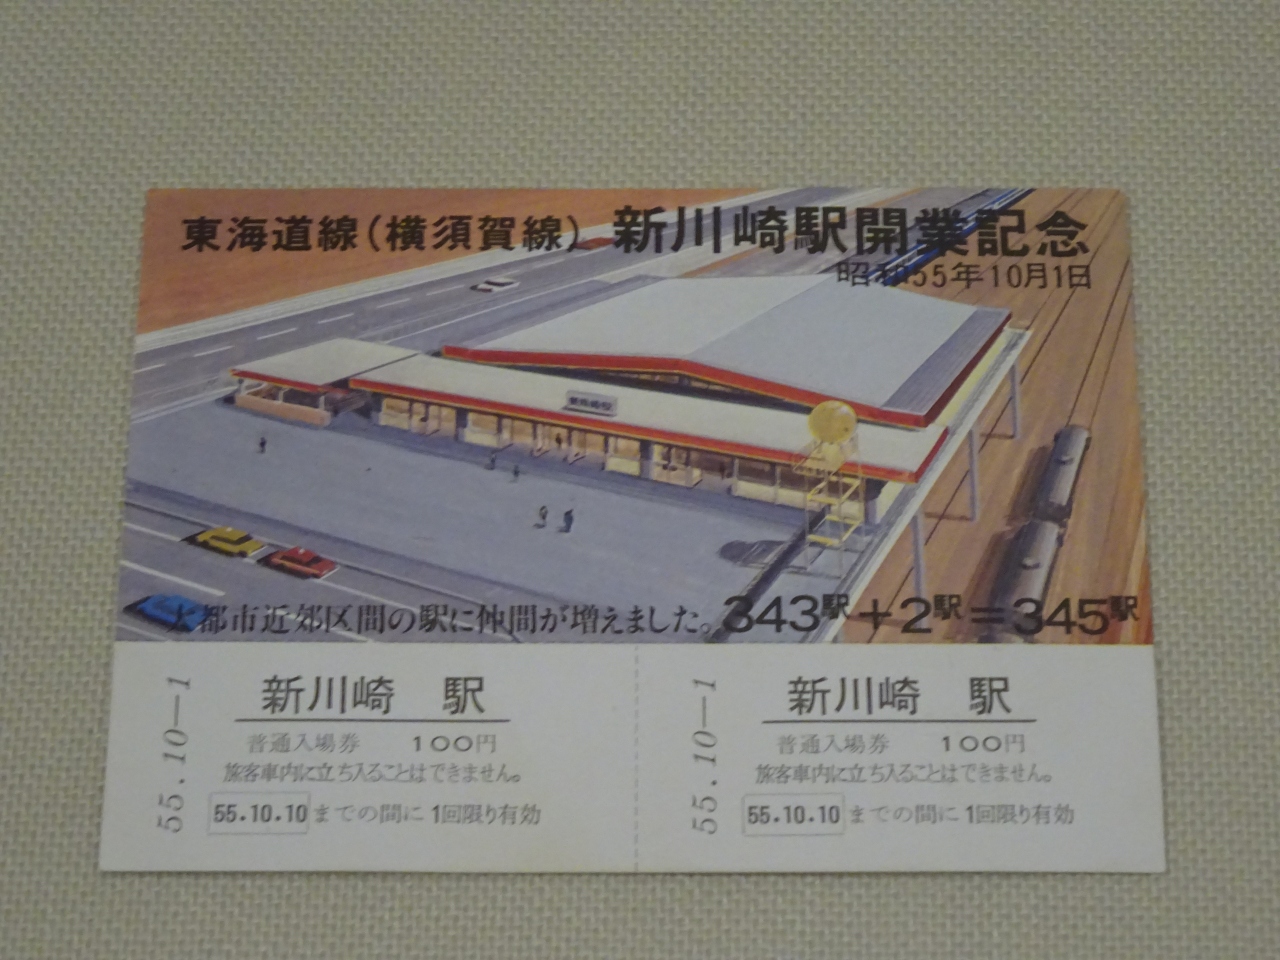 東海道線(横須賀線) 新川崎駅開業記念
昭和55年10月1日
新川崎駅
大都市近郊区間の駅に仲間が増えました。343駅+2駅=345駅
55.10―1
新川崎 駅
普通入場券 100円
旅客車内に立ち入ることはできません。
55.10.10までの間に1回限り有効
55.10―1
新川崎 駅
普通入場券 100円
旅客車内に立ち入ることはできません。
55.10.10までの間に1回限り有効